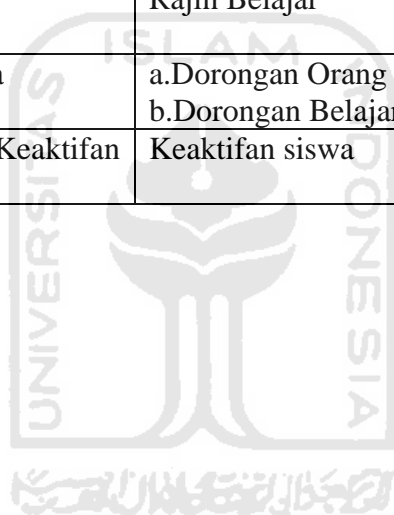 Rajin Belajar
a a.Dorongan Orang
b.Dorongan Belajar
Keaktifan Keaktifan siswa
ISLAM
UNIVERSITAS
INDONESIA